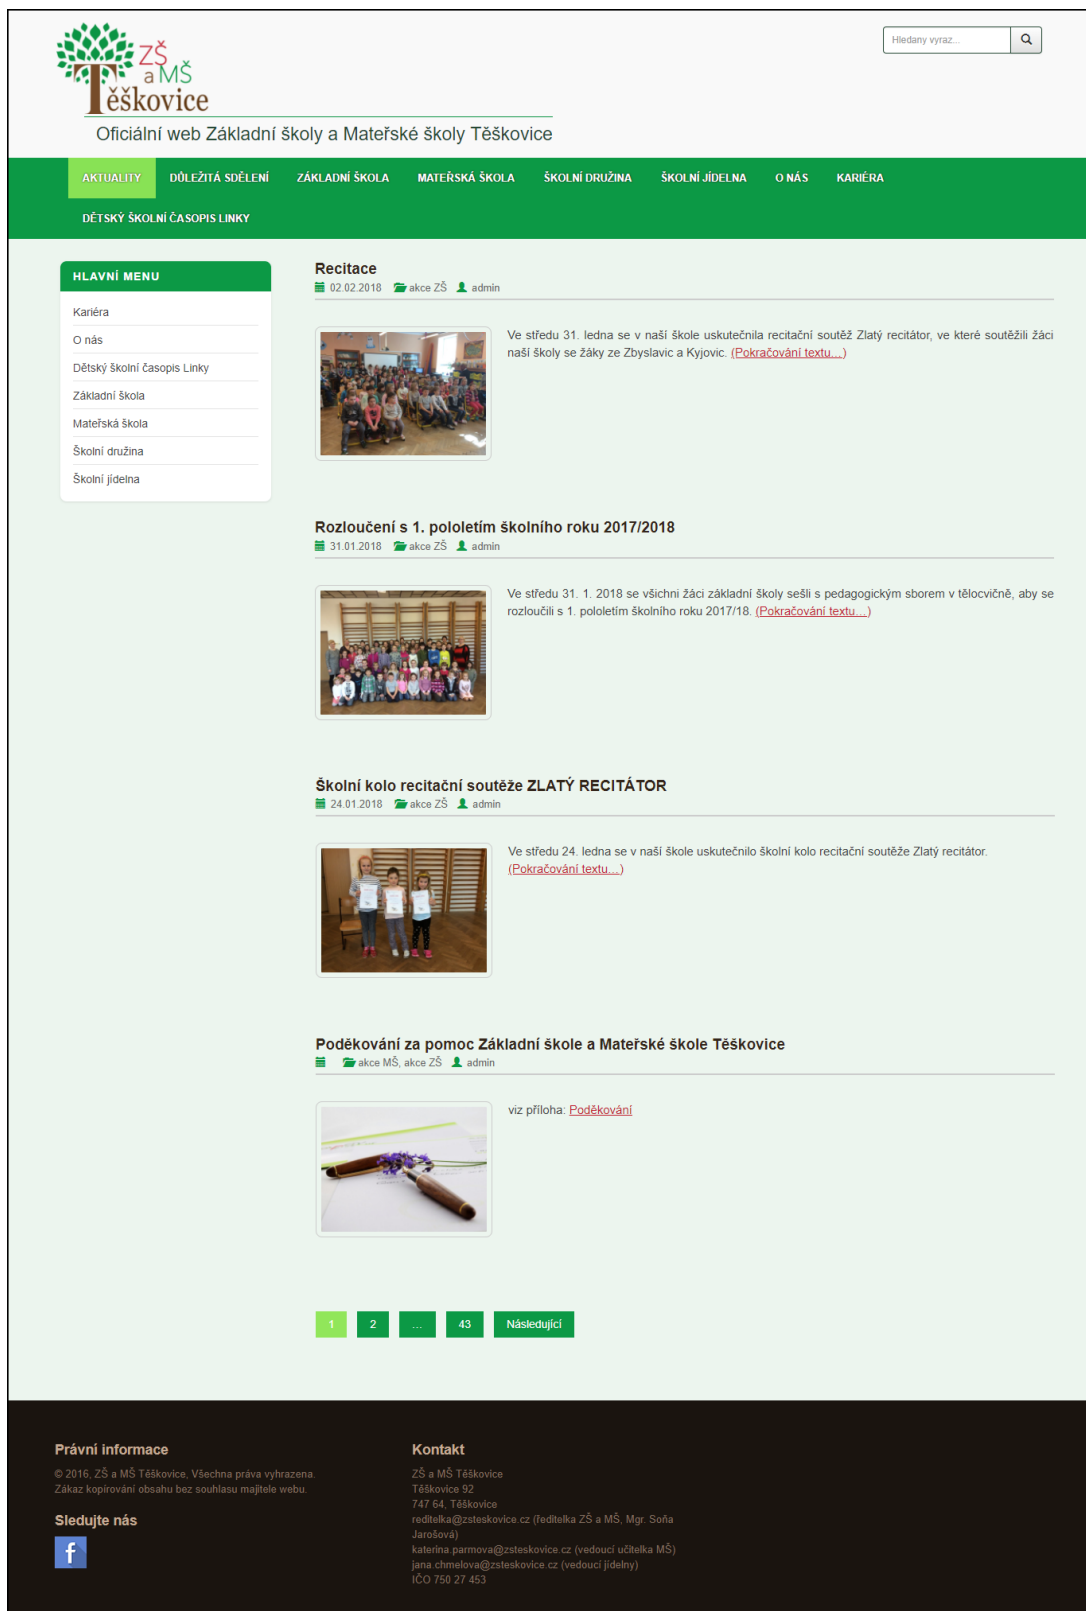 ZŠ
a MŠ
Těškovice
Oficiální web Základní školy a Mateřské školy Těškovice
Hledany vyraz...
AKTUALITY DŮLEŽITÁ SDĚLENÍ ZÁKLADNÍ ŠKOLA MATEŘSKÁ ŠKOLA ŠKOLNÍ DRUŽINA ŠKOLNÍ JÍDELNA O NÁS KARIÉRA
DĚTSKÝ ŠKOLNÍ ČASOPIS LINKY
HLAVNÍ MENU
Kariéra
O nás
Dětský školní časopis Linky
Základní škola
Mateřská škola
Školní družina
Školní jídelna
Recitace
02.02.2018 akce ZŠ admin
Ve středu 31. ledna se v naší škole uskutečnila recitační soutěž Zlatý recitátor, ve které soutěžili žáci
naší školy se žáky ze Zbyslavic a Kyjovic. (Pokračování textu…)
Rozloučení s 1. pololetím školního roku 2017/2018
31.01.2018 akce ZŠ admin
Ve středu 31. 1. 2018 se všichni žáci základní školy sešli s pedagogickým sborem v tělocvičně, aby se
rozloučili s 1. pololetím školního roku 2017/18. (Pokračování textu…)
Školní kolo recitační soutěže ZLATÝ RECITÁTOR
24.01.2018 akce ZŠ admin
Ve středu 24. ledna se v naší škole uskutečnilo školní kolo recitační soutěže Zlatý recitátor.
(Pokračování textu…)
Poděkování za pomoc Základní škole a Mateřské škole Těškovice
akce MŠ, akce ZŠ admin
viz příloha: Poděkování
1 2 … 43 Následující
Právní informace
© 2016, ZŠ a MŠ Těškovice, Všechna práva vyhrazena.
Zákaz kopírování obsahu bez souhlasu majitele webu.
Sledujte nás
f
Kontakt
ZŠ a MŠ Těškovice
Těškovice 92
747 64, Těškovice
reditelka@zsteskovice.cz (ředitelka ZŠ a MŠ, Mgr. Soňa
Jarošová)
katerina.parmova@zsteskovice.cz (vedoucí učitelka MŠ)
jana.chmelova@zsteskovice.cz (vedoucí jídelny)
IČO 750 27 453